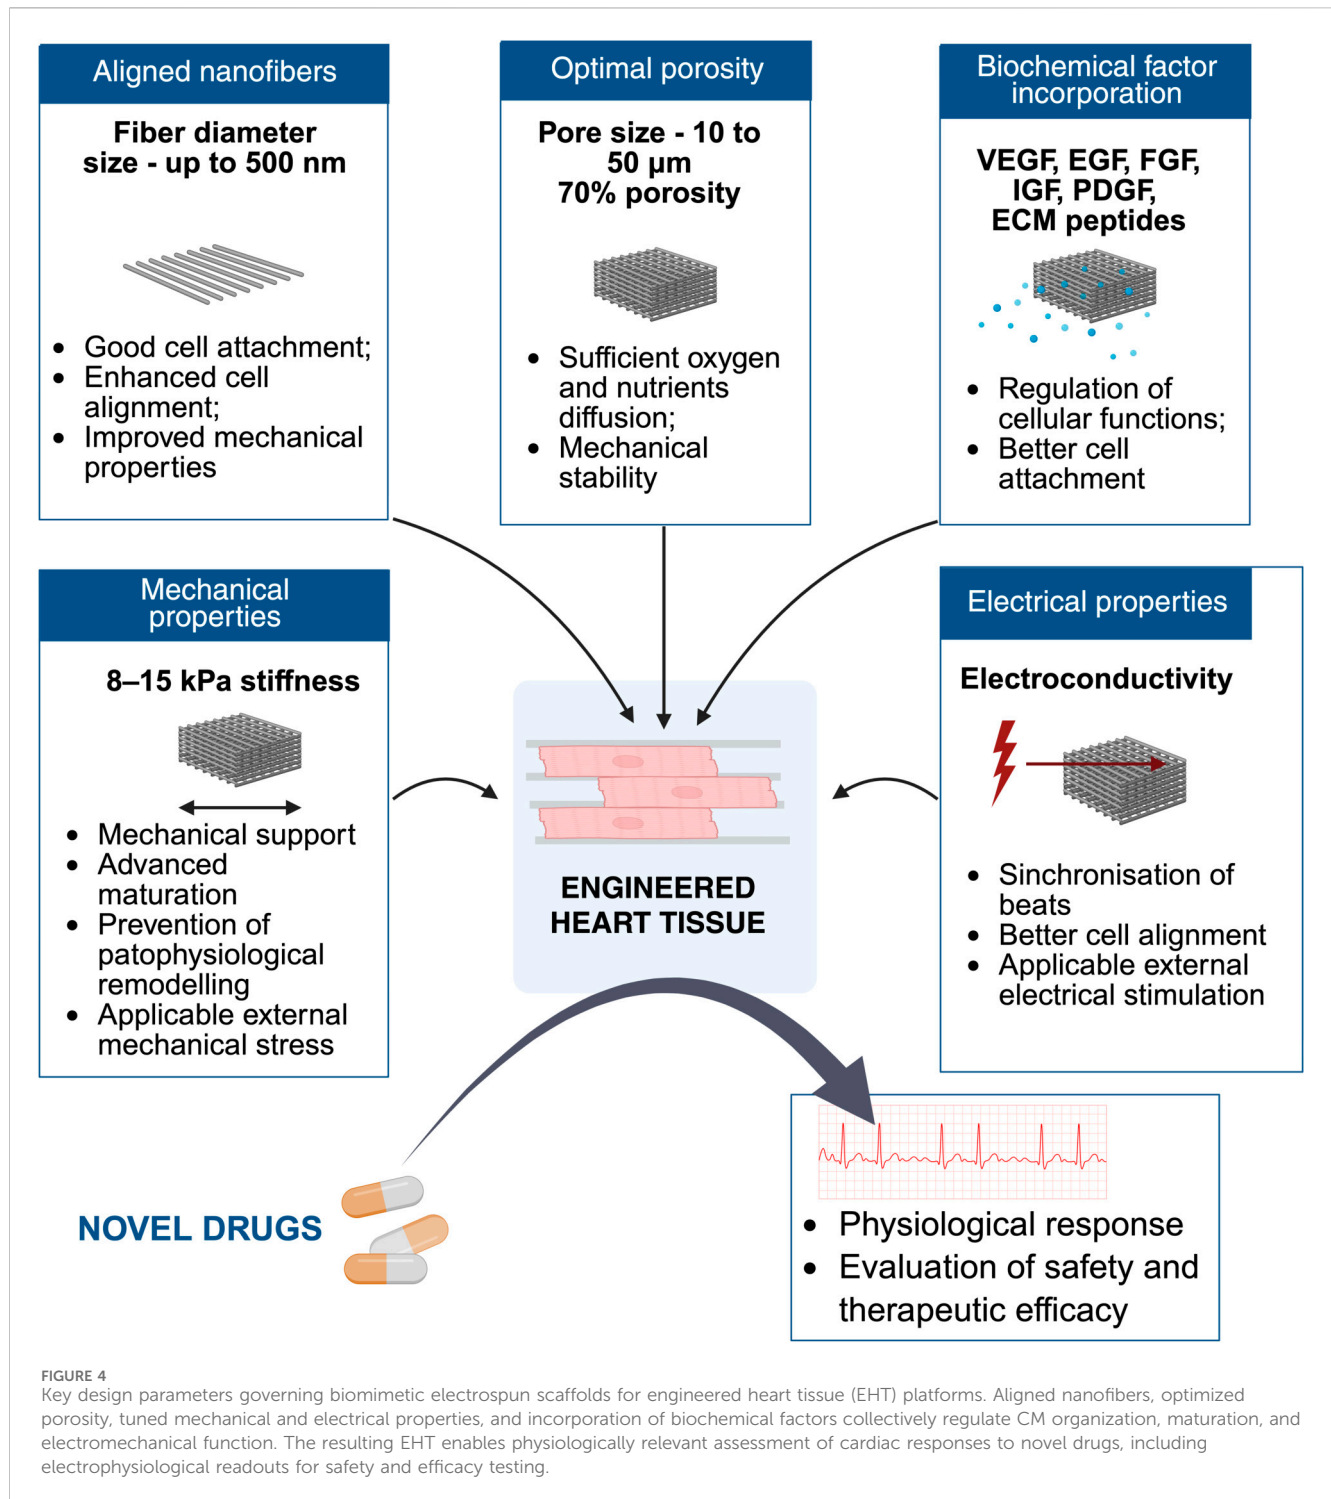 Aligned nanofibers
Fiber diameter
size - up to 500 nm
Good cell attachment;
Enhanced cell
alignment;
Improved mechanical
properties
Optimal porosity
Pore size - 10 to
50 µm
70% porosity
Sufficient oxygen
and nutrients
diffusion;
Mechanical
stability
Biochemical factor
incorporation
VEGF, EGF, FGF,
IGF, PDGF,
ECM peptides
Regulation of
cellular functions;
Better cell
attachment
Mechanical
properties
8–15 kPa stiffness
Mechanical support
Advanced
maturation
Prevention of
patophysiological
remodelling
Applicable external
mechanical stress
ENGINEERED
HEART TISSUE
Electrical properties
Electroconductivity
Sinchronisation of
beats
Better cell alignment
Applicable external
electrical stimulation
NOVEL DRUGS
Physiological response
Evaluation of safety and
therapeutic efficacy
FIGURE 4
Key design parameters governing biomimetic electrospun scaffolds for engineered heart tissue (EHT) platforms. Aligned nanofibers, optimized
porosity, tuned mechanical and electrical properties, and incorporation of biochemical factors collectively regulate CM organization, maturation, and
electromechanical function. The resulting EHT enables physiologically relevant assessment of cardiac responses to novel drugs, including
electrophysiological readouts for safety and efficacy testing.